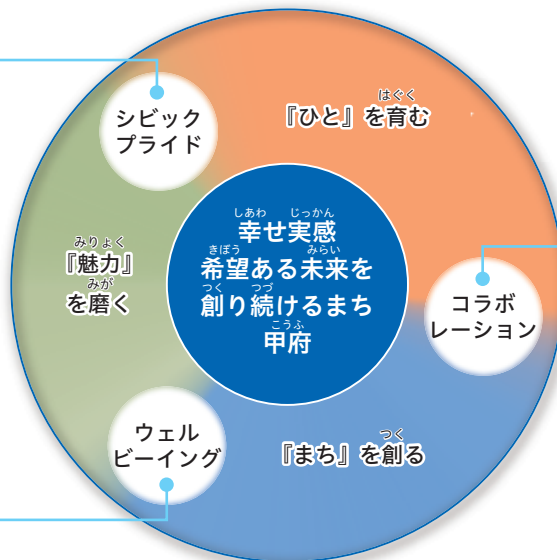 シビック
プライド
はぐく
『ひと』を育む
しあわ じっかん
幸せ実感
きぼう みらい
希望ある未来を
つく つづ
創り続けるまち
こうふ
甲府
みりょく
『魅力』
みが
を磨く
コラボ
レーション
ウェル
ビーイング
つく
『まち』を創る